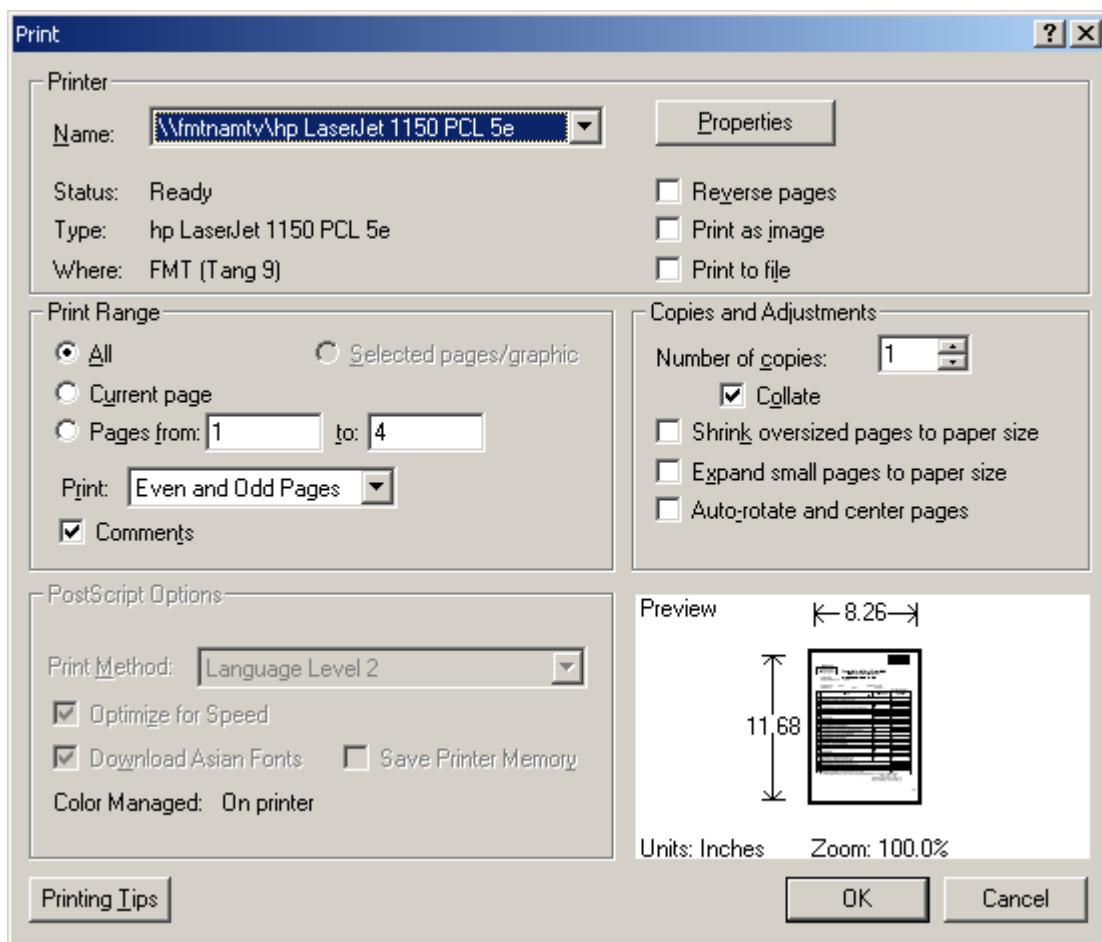 Print
Printer
Name: \\fmtnamtv\hp LaserJet 1150 PCL 5e
Properties
Status: Ready
Type: hp LaserJet 1150 PCL 5e
Where: FMT (Tang 9)
Reverse pages
Print as image
Print to file
Print Range
All
Selected pages/graphic
Current page
Pages from: 1 to: 4
Print: Even and Odd Pages
Comments
Copies and Adjustments
Number of copies: 1
Collate
Shrink oversized pages to paper size
Expand small pages to paper size
Auto-rotate and center pages
PostScript Options
Print Method: Language Level 2
Optimize for Speed
Download Asian Fonts
Save Printer Memory
Color Managed: On printer
Preview
8.26
11.68
Units: Inches Zoom: 100.0%
Printing Tips
OK
Cancel